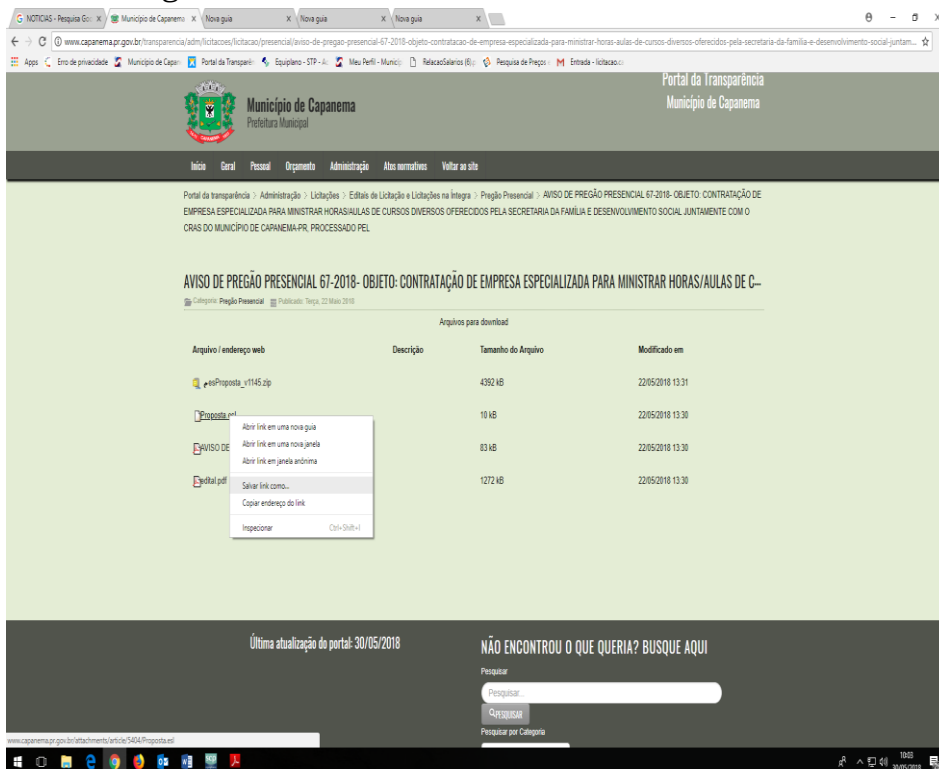 NOTICIAS - Pesquisa Go
Município de Capanema
Nova guia
Nova guia
Nova guia
www.capanema.pr.gov.br/transparencia/adm/licitacoes/licitacao/presencial/aviso-de-pregao-presencial-67-2018-objeto-contratacao-de-empresa-especializada-para-ministrar-horas-aulas-de-cursos-diversos-oferecidos-pela-secretaria-da-familia-e-desenvolvimento-social-juntam...
Apps
Erro de privacidade
Município de Capan
Portal da Transparên
Equiplano - STP - Ac
Meu Perfil - Municíp
RelacaoSalarios (6)
Pesquisa de Preços
Entrada - licitacao.c
Município de Capanema
Prefeitura Municipal
Portal da Transparência
Município de Capanema
Início Geral Pessoal Orçamento Administração Atos normativos Voltar ao site
Portal da transparência > Administração > Licitações > Editais de Licitação e Licitações na Íntegra > Pregão Presencial > AVISO DE PREGÃO PRESENCIAL 67-2018- OBJETO: CONTRATAÇÃO DE
EMPRESA ESPECIALIZADA PARA MINISTRAR HORAS/AULAS DE CURSOS DIVERSOS OFERECIDOS PELA SECRETARIA DA FAMÍLIA E DESENVOLVIMENTO SOCIAL JUNTAMENTE COM O
CRAS DO MUNICÍPIO DE CAPANEMA-PR, PROCESSADO PEL
AVISO DE PREGÃO PRESENCIAL 67-2018- OBJETO: CONTRATAÇÃO DE EMPRESA ESPECIALIZADA PARA MINISTRAR HORAS/AULAS DE C...
Categoria: Pregão Presencial Publicado: Terça, 22 Maio 2018
Arquivos para download
Arquivo / endereço web Descrição Tamanho do Arquivo Modificado em
esProposta_v1145.zip 4392 kB 22/05/2018 13:31
Proposta.esl 10 kB 22/05/2018 13:30
AVISO DE 83 kB 22/05/2018 13:30
edital.pdf 1272 kB 22/05/2018 13:30
Abrir link em uma nova guia
Abrir link em uma nova janela
Abrir link em janela anônima
Salvar link como...
Copiar endereço do link
Inspecionar Ctrl+Shift+I
Última atualização do portal: 30/05/2018
NÃO ENCONTROU O QUE QUERIA? BUSQUE AQUI
Pesquisar
Pesquisar...
PESQUISAR
Pesquisar por Categoria
www.capanema.pr.gov.br/attachments/article/5404/Proposta.esl
10:03
30/05/2018